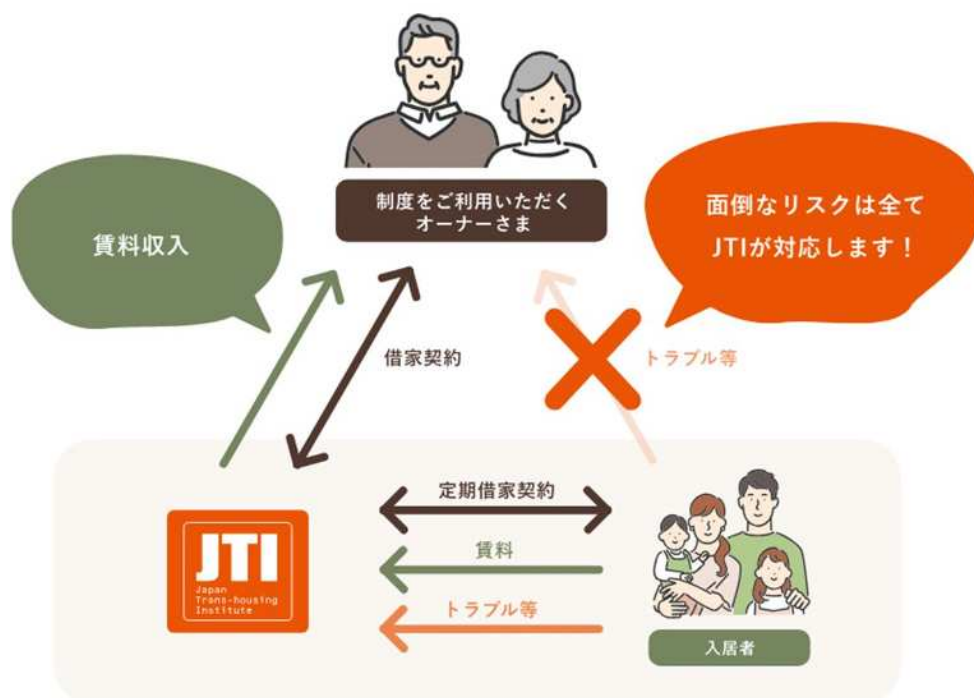 制度をご利用いただく
オーナーさま
賃料収入
面倒なリスクは全て
JTIが対応します！
借家契約
トラブル等
定期借家契約
賃料
トラブル等
JTI
Japan
Trans-housing
Institute
入居者